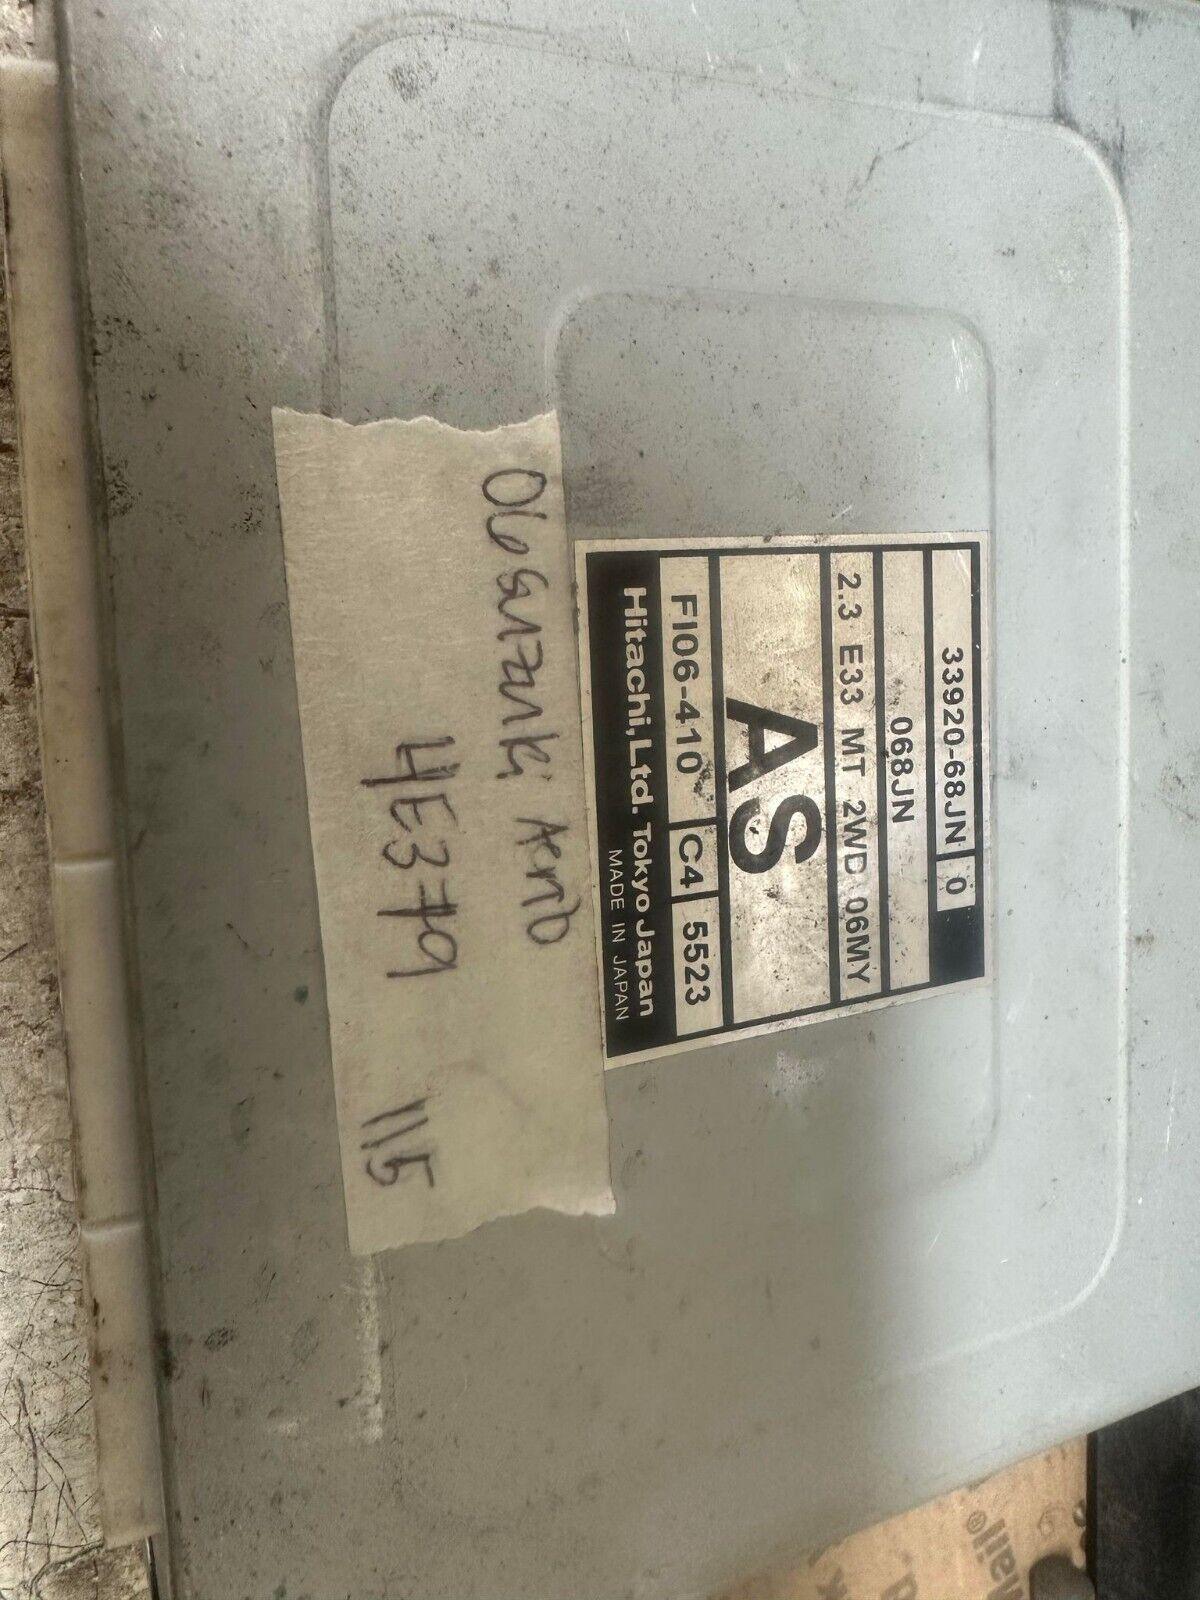 33920-68JN 0
068JN
2.3 E33 MT 2WD 06MY
AS
FI06-410 C4 5523
Hitachi, Ltd. Tokyo Japan
MADE IN JAPAN
06 Suzuki Aerio
4E379 115